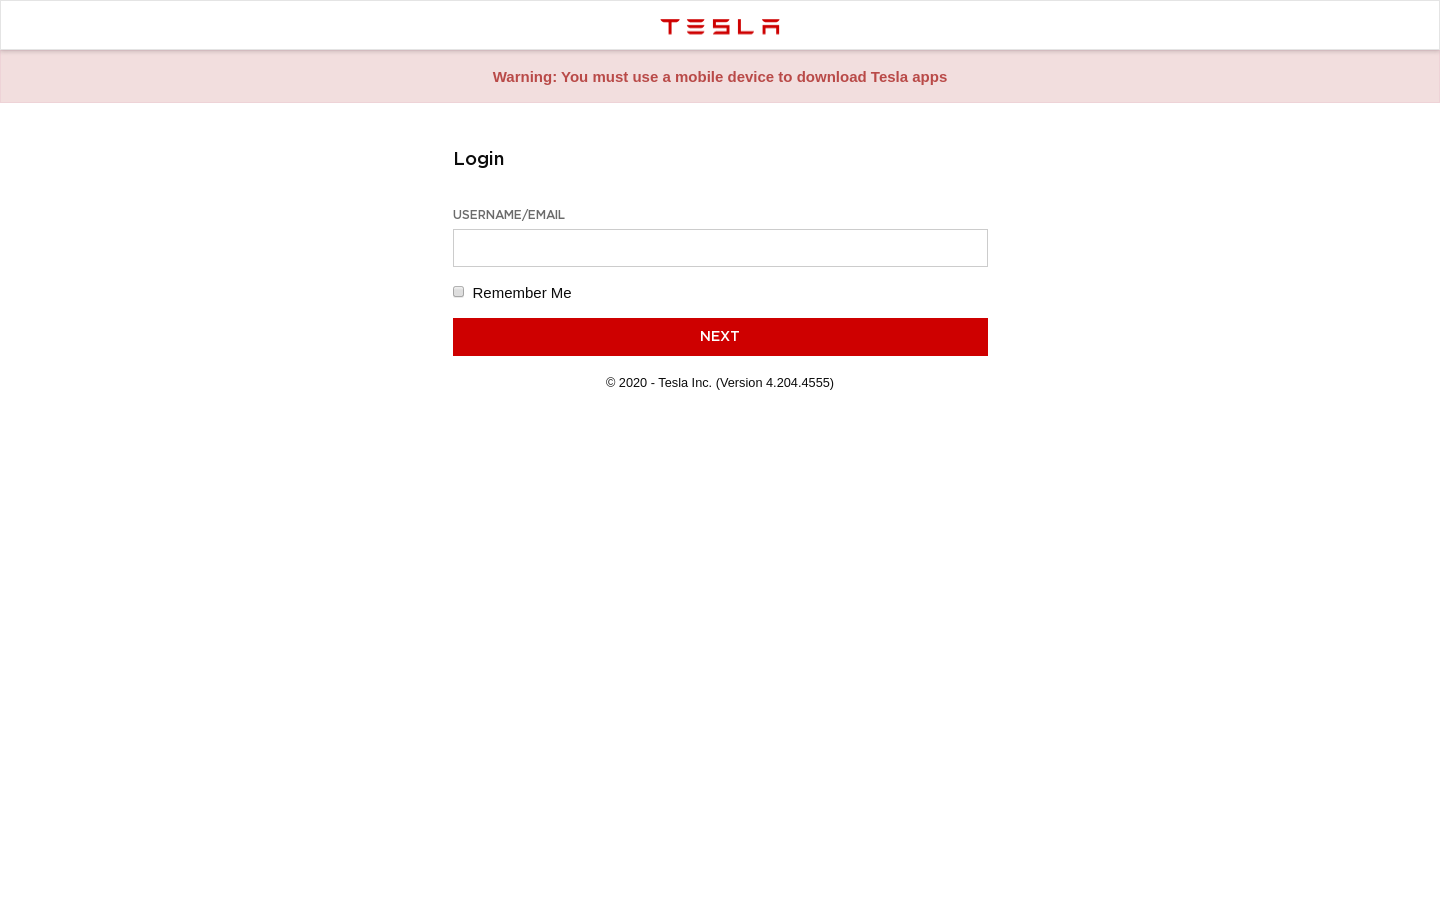 TESLA
Warning: You must use a mobile device to download Tesla apps
Login
USERNAME/EMAIL
Remember Me
NEXT
© 2020 - Tesla Inc. (Version 4.204.4555)